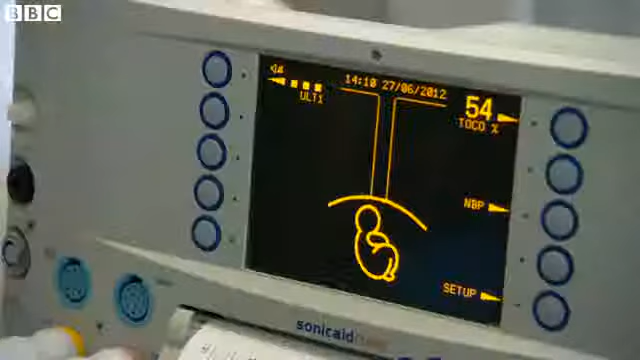 BBC
14:10 27/06/2012
ULT1
54
TOCO %
NBP
SETUP
sonicaid